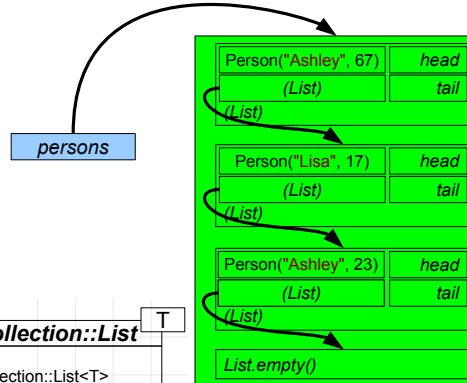 Person("Ashley", 67) head
(List) tail
(List)
persons
Person("Lisa", 17) head
(List) tail
(List)
Person("Ashley", 23) head
(List) tail
(List)
T
ollection::List
List.empty()
ection::List<T>